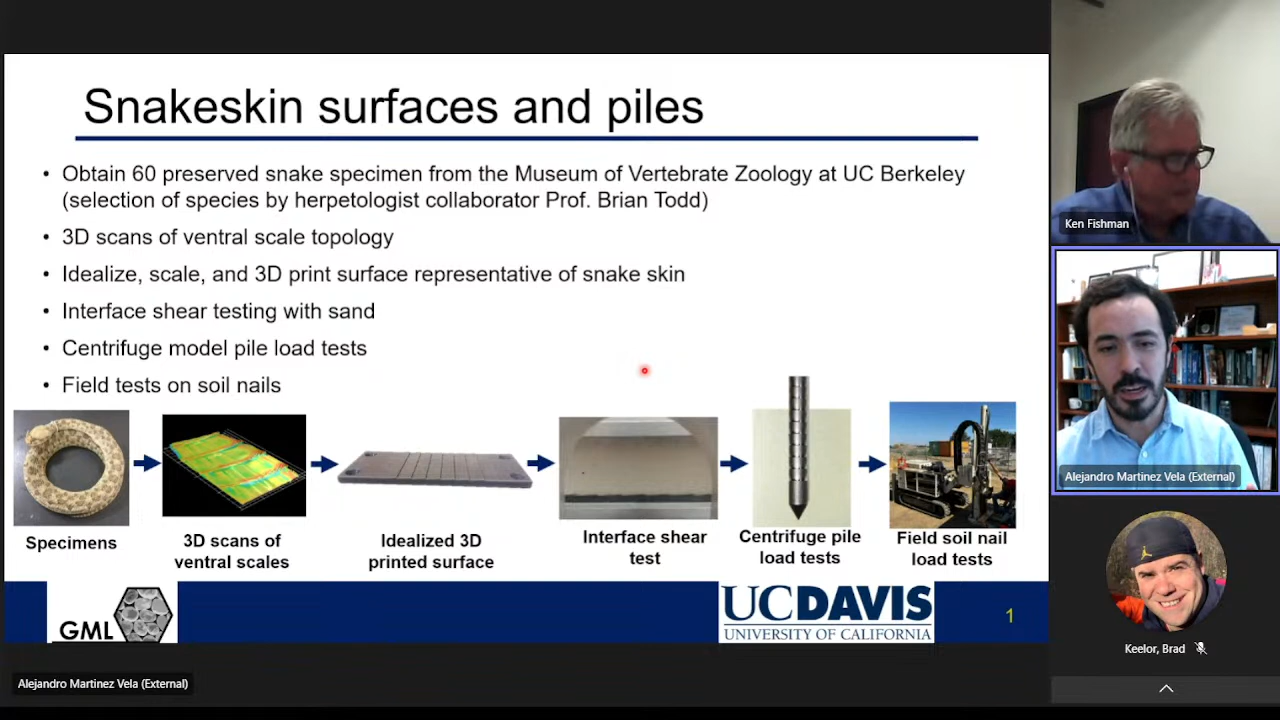 Snakeskin surfaces and piles
• Obtain 60 preserved snake specimen from the Museum of Vertebrate Zoology at UC Berkeley
(selection of species by herpetologist collaborator Prof. Brian Todd)
• 3D scans of ventral scale topology
• Idealize, scale, and 3D print surface representative of snake skin
• Interface shear testing with sand
• Centrifuge model pile load tests
• Field tests on soil nails
Specimens
3D scans of
ventral scales
Idealized 3D
printed surface
Interface shear
test
Centrifuge pile
load tests
Field soil nail
load tests
GML
UCDAVIS
UNIVERSITY OF CALIFORNIA
1
Alejandro Martinez Vela (External)
Ken Fishman
Alejandro Martinez Vela (External)
Keelor, Brad